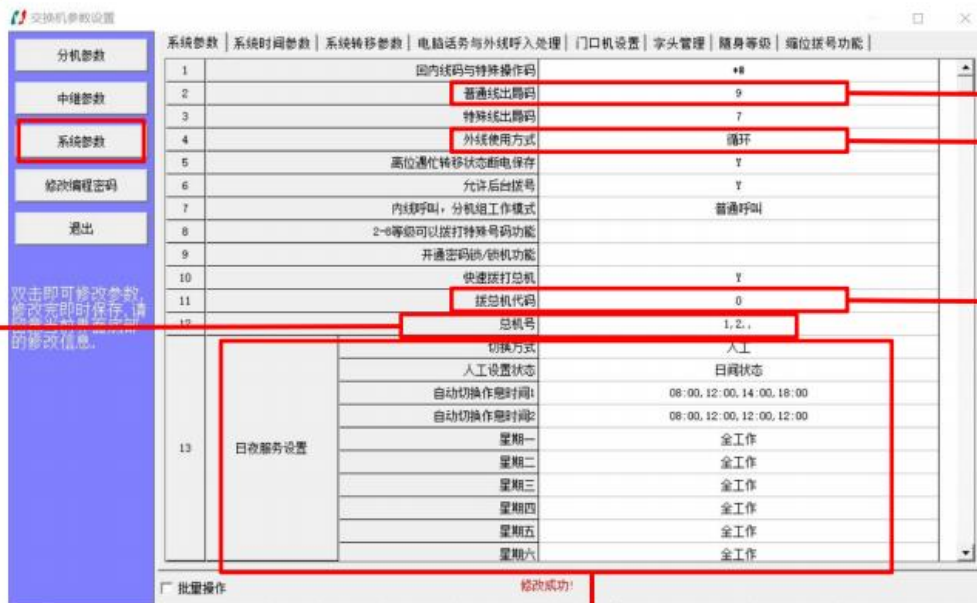 交换机参数设置
分机参数
中继参数
系统参数
修改编程密码
退出
双击即可修改参数,
修改完即时保存,请
的修改信息.
系统参数 系统时间参数 系统转移参数 电脑话务与外线呼入处理 门口机设置 字头管理 随身等级 缩位拨号功能
1 国内线码与特殊操作码 *#
2 普通线出局码 9
3 特殊线出局码 7
4 外线使用方式 循环
5 高位遇忙转移状态断电保存 Y
6 允许后台拨号 Y
7 内线呼叫，分机组工作模式 普通呼叫
8 2-6等级可以拨打特殊号码功能
9 开通密码锁/锁机功能
10 快速拨打总机 Y
11 拨总机代码 0
12 总机号 1,2,,
13 日夜服务设置
切换方式 人工
人工设置状态 日间状态
自动切换作息时间1 08:00,12:00,14:00,18:00
自动切换作息时间2 08:00,12:00,12:00,12:00
星期一 全工作
星期二 全工作
星期三 全工作
星期四 全工作
星期五 全工作
星期六 全工作
批量操作 修改成功!